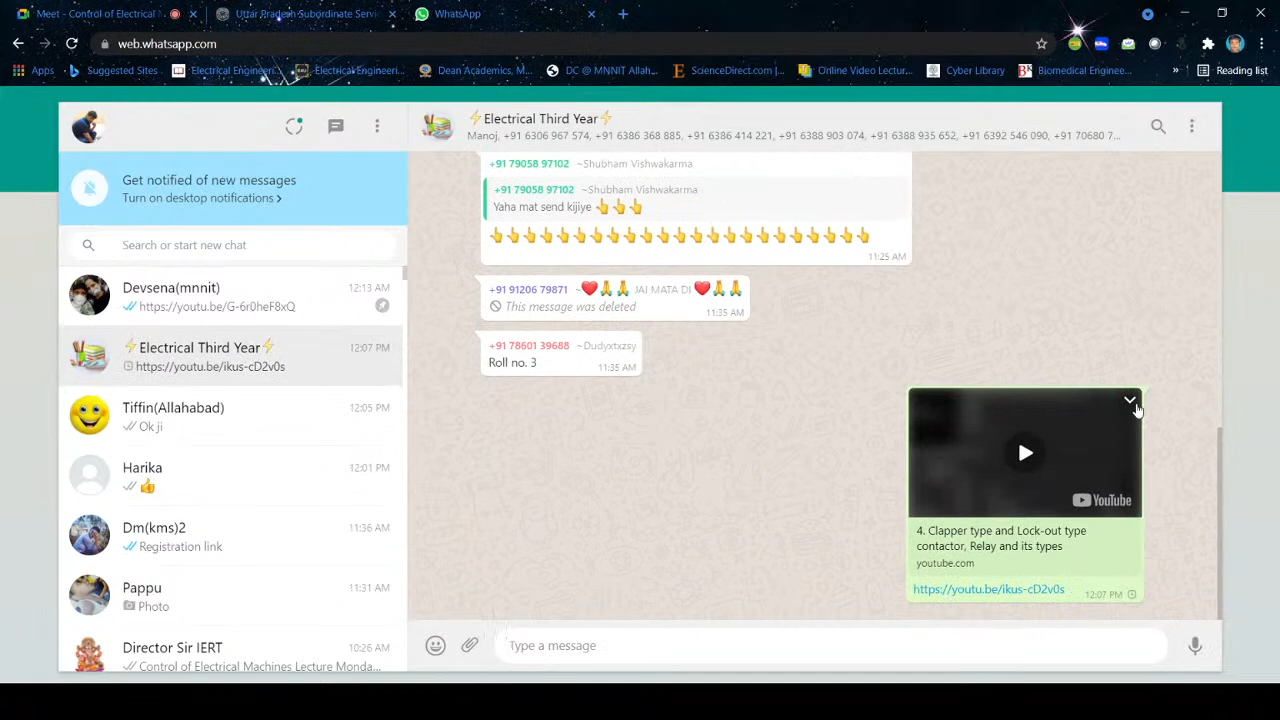 Meet - Control of Electrical M
Uttar Pradesh Subordinate Servi
WhatsApp
web.whatsapp.com
Apps
Suggested Sites
Electrical Engineeri...
Electrical Engineeri...
Dean Academics, M...
DC @ MNNIT Allah...
ScienceDirect.com |...
Online Video Lectur...
Cyber Library
Biomedical Enginee...
»
Reading list
⚡Electrical Third Year⚡
Manoj, +91 6306 967 574, +91 6386 368 885, +91 6386 414 221, +91 6388 903 074, +91 6388 935 652, +91 6392 546 090, +91 70680 7...
Get notified of new messages
Turn on desktop notifications >
Search or start new chat
Devsena(mnnit)
12:13 AM
https://youtu.be/G-6r0heF8xQ
⚡Electrical Third Year⚡
12:07 PM
https://youtu.be/ikus-cD2v0s
Tiffin(Allahabad)
12:05 PM
Ok ji
Harika
12:01 PM
👍
Dm(kms)2
11:36 AM
Registration link
Pappu
11:31 AM
Photo
Director Sir IERT
10:26 AM
Control of Electrical Machines Lecture Monda...
+91 79058 97102 ~Shubham Vishwakarma
+91 79058 97102 ~Shubham Vishwakarma
Yaha mat send kijiye 👆👆👆
👆👆👆👆👆👆👆👆👆👆👆👆👆👆👆👆👆👆👆👆👆👆👆
11:25 AM
+91 91206 79871 ~❤️🙏🙏 JAI MATA DI ❤️🙏🙏
This message was deleted
11:35 AM
+91 78601 39688 ~Dudyxtxzsy
Roll no. 3
11:35 AM
YouTube
4. Clapper type and Lock-out type
contactor, Relay and its types
youtube.com
https://youtu.be/ikus-cD2v0s
12:07 PM
Type a message